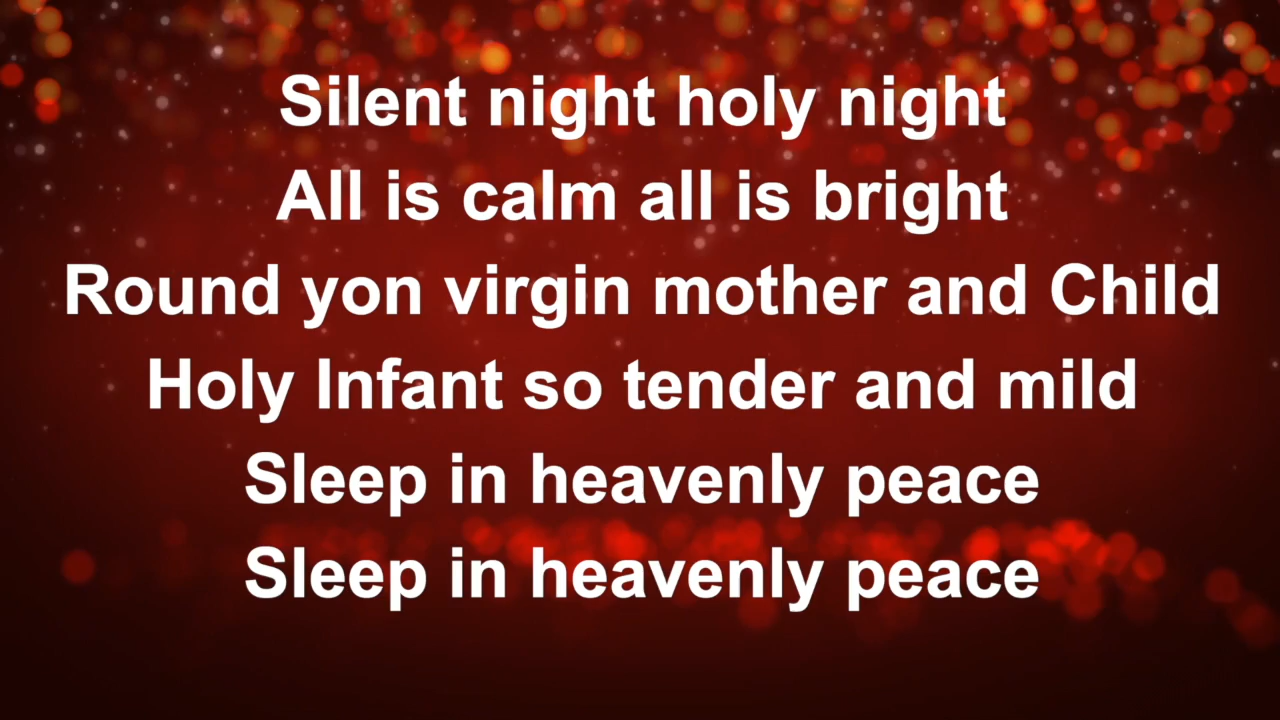 Silent night holy night
All is calm all is bright
Round yon virgin mother and Child
Holy Infant so tender and mild
Sleep in heavenly peace
Sleep in heavenly peace